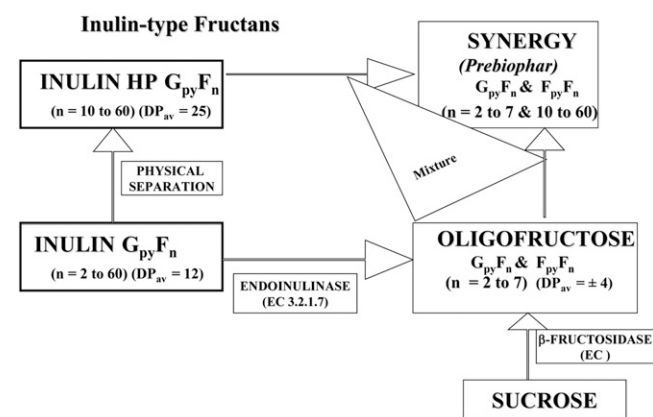 Inulin-type Fructans
INULIN HP GpyFn
(n = 10 to 60) (DPav = 25)
SYNERGY
(Prebiophar)
GpyFn & FpyFn
(n = 2 to 7 & 10 to 60)
PHYSICAL
SEPARATION
Mixture
INULIN GpyFn
(n = 2 to 60) (DPav = 12)
OLIGOFRUCTOSE
GpyFn & FpyFn
(n = 2 to 7) (DPav = ± 4)
ENDOINULINASE
(EC 3.2.1.7)
β-FRUCTOSIDASE
(EC )
SUCROSE